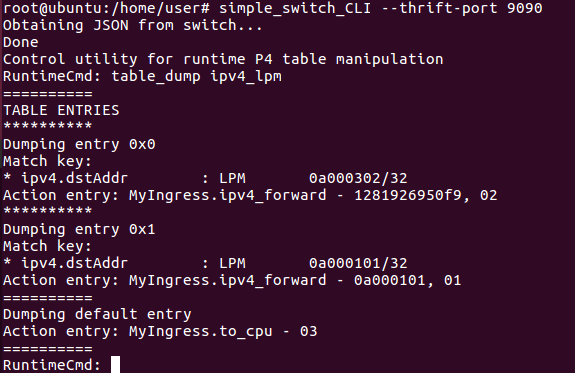 root@ubuntu:/home/user# simple_switch_CLI --thrift-port 9090
Obtaining JSON from switch...
Done
Control utility for runtime P4 table manipulation
RuntimeCmd: table_dump ipv4_lpm
==========
TABLE ENTRIES
**********
Dumping entry 0x0
Match key:
* ipv4.dstAddr        : LPM       0a000302/32
Action entry: MyIngress.ipv4_forward - 1281926950f9, 02
**********
Dumping entry 0x1
Match key:
* ipv4.dstAddr        : LPM       0a000101/32
Action entry: MyIngress.ipv4_forward - 0a000101, 01
==========
Dumping default entry
Action entry: MyIngress.to_cpu - 03
==========
RuntimeCmd: